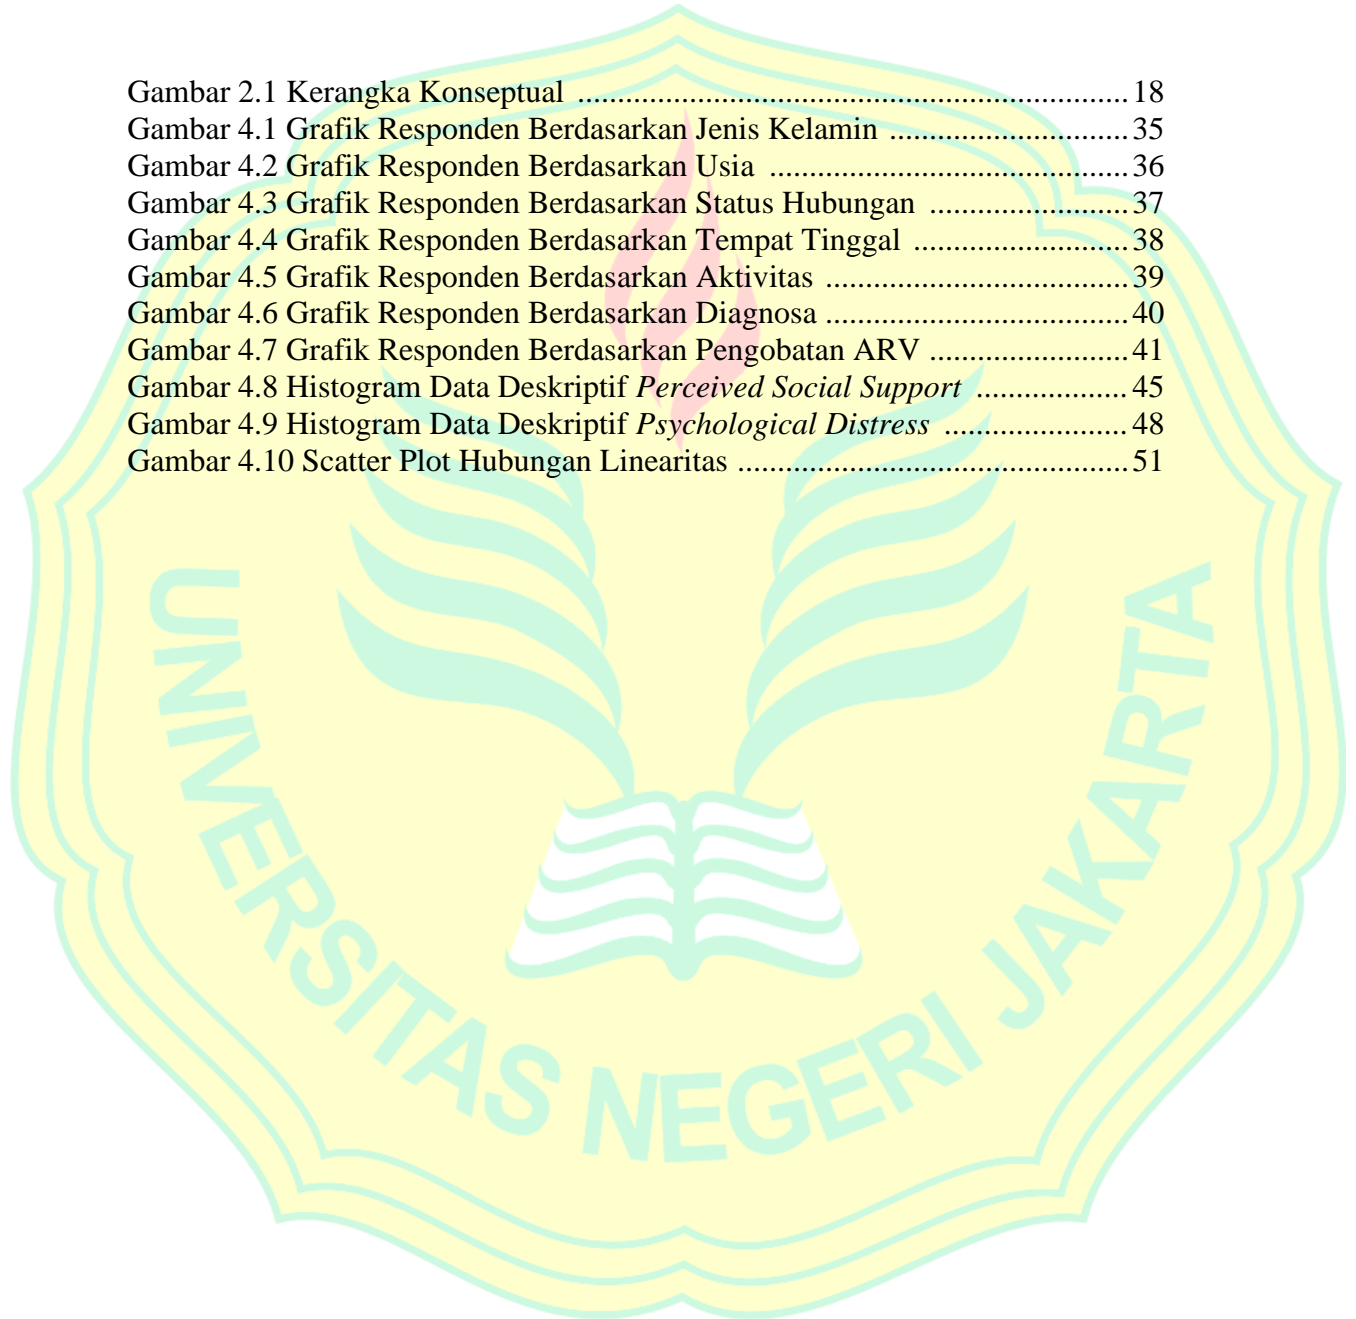 Gambar 2.1 Kerangka Konseptual .................................................................. 18
Gambar 4.1 Grafik Responden Berdasarkan Jenis Kelamin ............................. 35
Gambar 4.2 Grafik Responden Berdasarkan Usia ........................................... 36
Gambar 4.3 Grafik Responden Berdasarkan Status Hubungan ........................ 37
Gambar 4.4 Grafik Responden Berdasarkan Tempat Tinggal .......................... 38
Gambar 4.5 Grafik Responden Berdasarkan Aktivitas .................................... 39
Gambar 4.6 Grafik Responden Berdasarkan Diagnosa .................................... 40
Gambar 4.7 Grafik Responden Berdasarkan Pengobatan ARV ........................ 41
Gambar 4.8 Histogram Data Deskriptif Perceived Social Support .................. 45
Gambar 4.9 Histogram Data Deskriptif Psychological Distress ...................... 48
Gambar 4.10 Scatter Plot Hubungan Linearitas ............................................... 51
UNIVERSITAS NEGERI JAKARTA